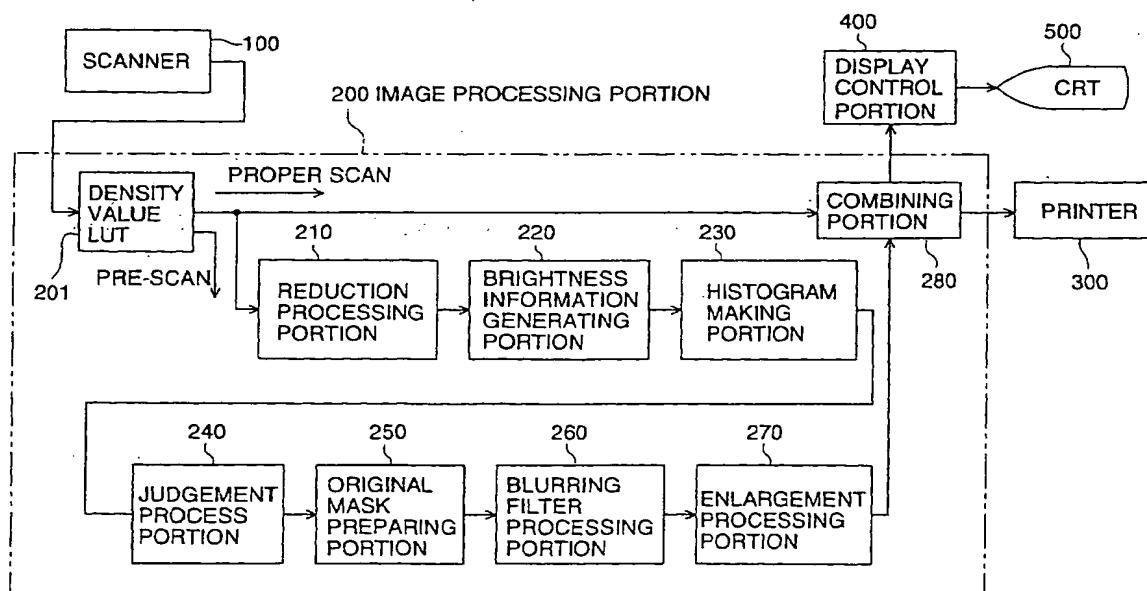 100
SCANNER
400
DISPLAY
CONTROL
PORTION
500
CRT
200 IMAGE PROCESSING PORTION
DENSITY
VALUE
LUT
201
PROPER SCAN
PRE-SCAN
COMBINING
PORTION
280
PRINTER
300
210
REDUCTION
PROCESSING
PORTION
220
BRIGHTNESS
INFORMATION
GENERATING
PORTION
230
HISTOGRAM
MAKING
PORTION
240
JUDGEMENT
PROCESS
PORTION
250
ORIGINAL
MASK
PREPARING
PORTION
260
BLURRING
FILTER
PROCESSING
PORTION
270
ENLARGEMENT
PROCESSING
PORTION